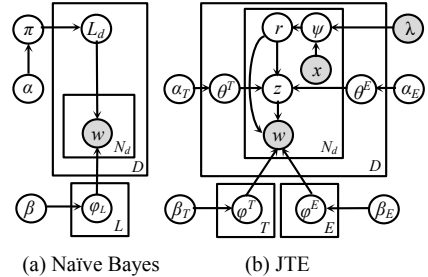 π L_d r ψ λ
α x
α_T θ^T z θ^E α_E
w w
N_d N_d
D D
β φ_L β_T φ^T φ^E β_E
L T E
(a) Naïve Bayes (b) JTE